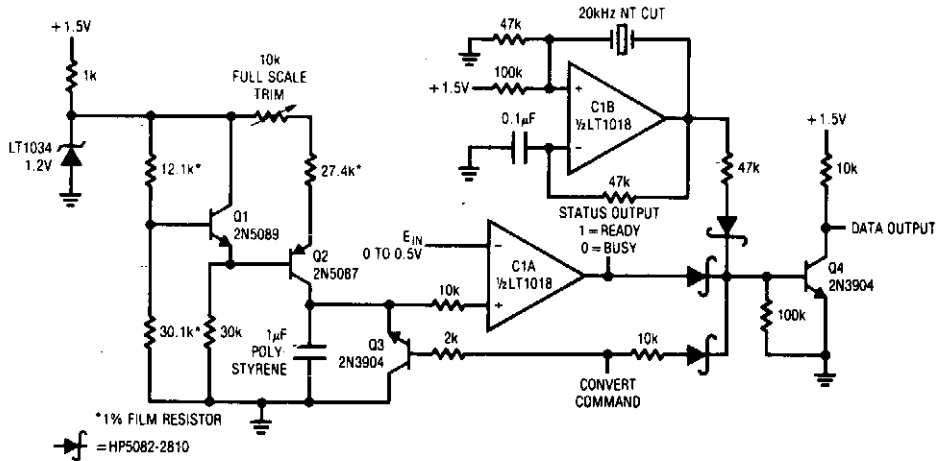 +1.5V
1k
LT1034
1.2V
12.1k*
30.1k*
30k
Q1
2N5089
10k
FULL SCALE
TRIM
27.4k*
Q2
2N5087
1μF
POLY-
STYRENE
Q3
2N3904
EIN
0 TO 0.5V
10k
−
+
C1A
½LT1018
2k
CONVERT
COMMAND
10k
STATUS OUTPUT
1 = READY
0 = BUSY
47k
20kHz NT CUT
+1.5V
100k
+
−
C1B
½LT1018
0.1μF
47k
47k
+1.5V
10k
DATA OUTPUT
Q4
2N3904
100k
*1% FILM RESISTOR
= HP5082-2810